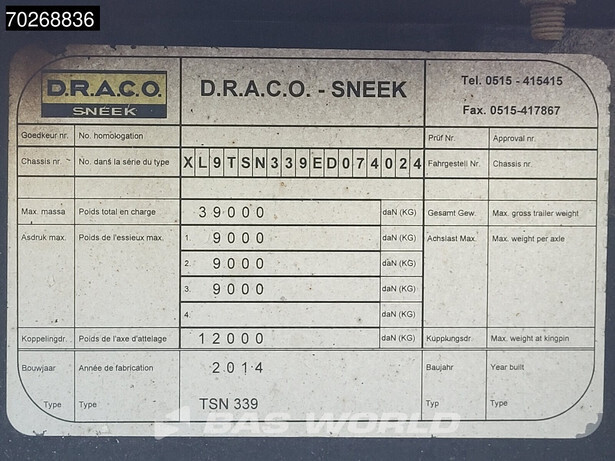 70268836
D.R.A.C.O. SNEEK
D.R.A.C.O. - SNEEK
Tel. 0515 - 415415
Fax. 0515-417867
Goedkeur nr. No. homologation Prüf Nr. Approval nr.
Chassis nr. No. dans la série du type XL9TSN339ED074024 Fahrgestell Nr. Chassis nr.
Max. massa Poids total en charge 39000 daN (KG) Gesamt Gew. Max. gross trailer weight
Asdruk max. Poids de l'essieux max. 1. 9000 daN (KG) Achslast Max. Max. weight per axle
2. 9000 daN (KG)
3. 9000 daN (KG)
4. daN (KG)
Koppelingdr. Poids de l'axe d'attelage 12000 daN (KG) Kupplungsdr. Max. weight at kingpin
Bouwjaar Année de fabrication 2014 Baujahr Year built
Type Type TSN 339 Typ Type
BAS WORLD